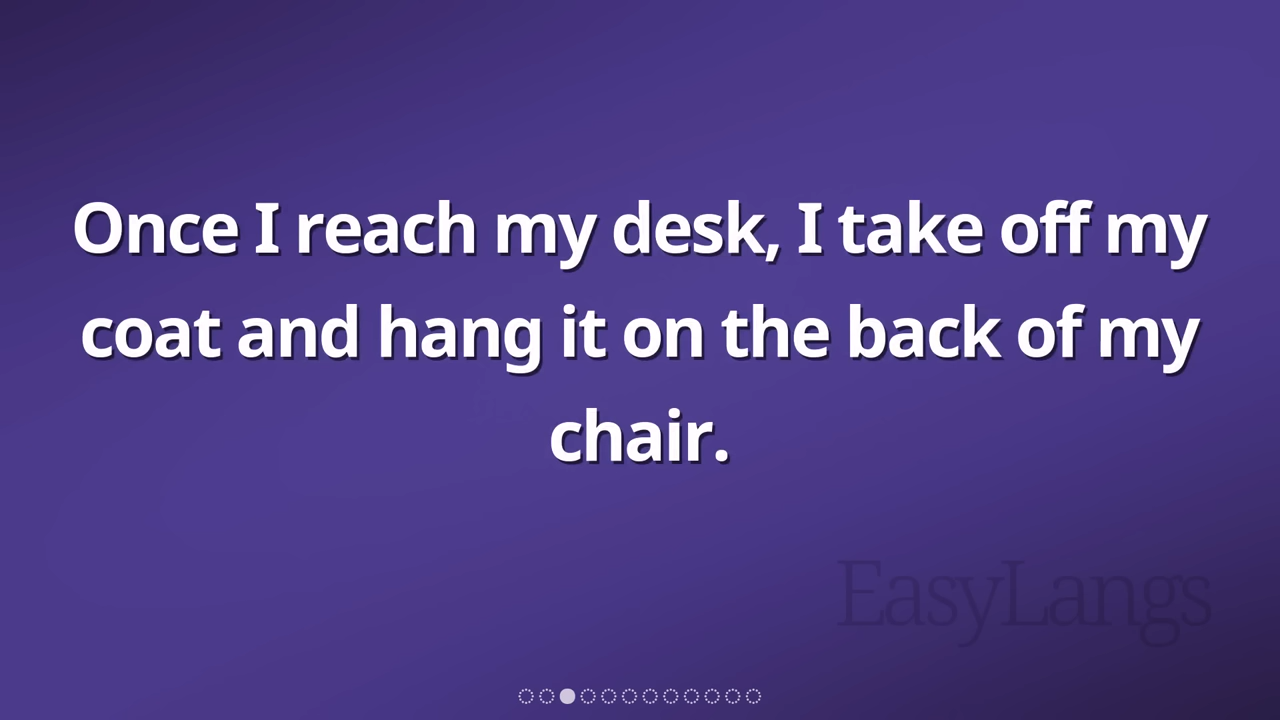 Once I reach my desk, I take off my
coat and hang it on the back of my
chair.
EasyLangs